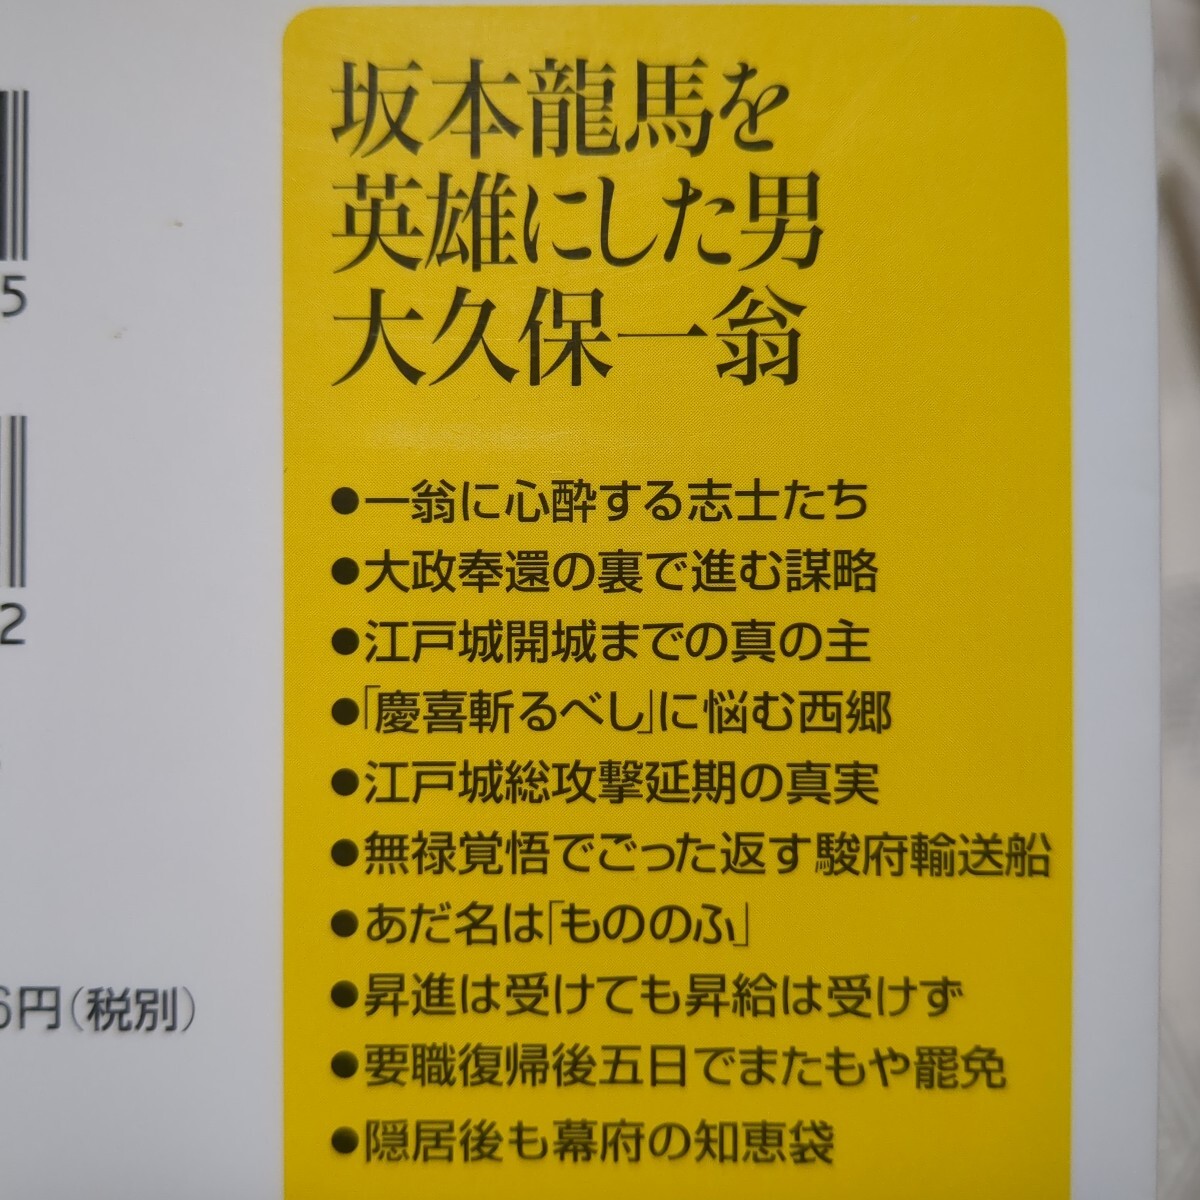 坂本龍馬を
英雄にした男
大久保一翁
●一翁に心酔する志士たち
●大政奉還の裏で進む謀略
●江戸城開城までの真の主
●「慶喜斬るべし」に悩む西郷
●江戸城総攻撃延期の真実
●無禄覚悟でごった返す駿府輸送船
●あだ名は「もののふ」
●昇進は受けても昇給は受けず
●要職復帰後五日でまたもや罷免
●隠居後も幕府の知恵袋
5
2
6円(税別)